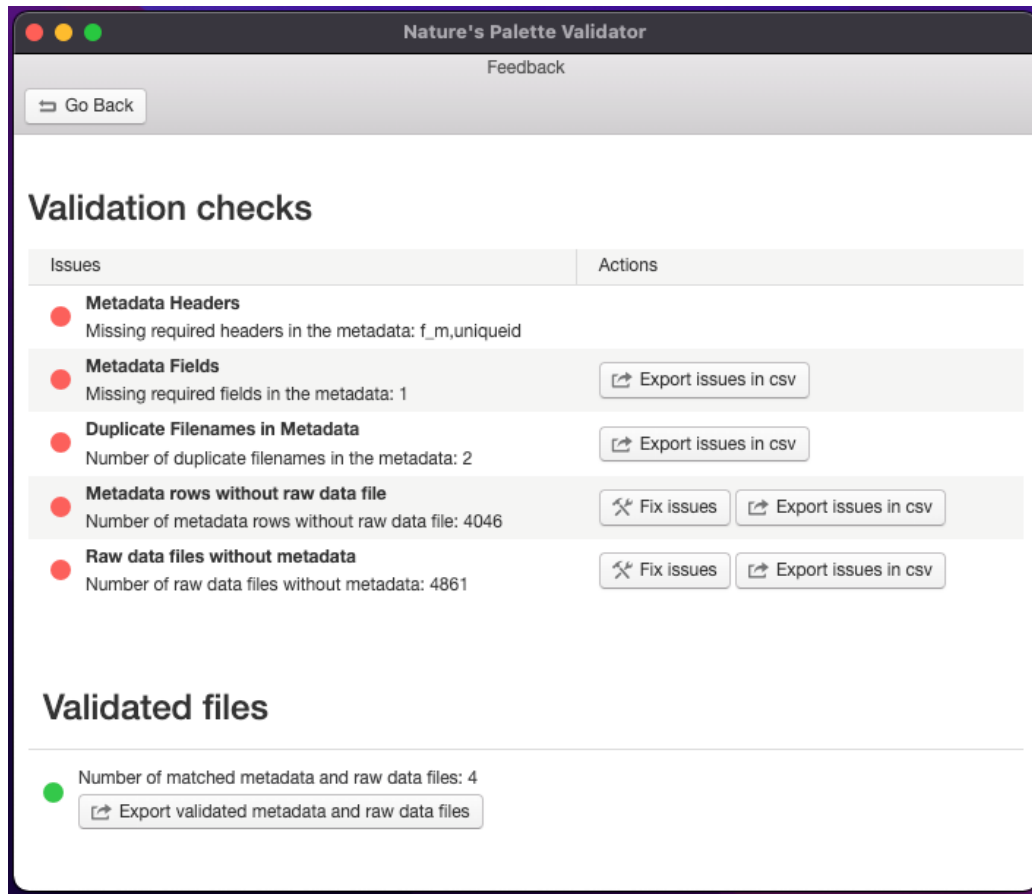 Nature's Palette Validator
Feedback
Go Back
Validation checks
Issues
Actions
Metadata Headers
Missing required headers in the metadata: f_m,uniqueid
Metadata Fields
Missing required fields in the metadata: 1
Export issues in csv
Duplicate Filenames in Metadata
Number of duplicate filenames in the metadata: 2
Export issues in csv
Metadata rows without raw data file
Number of metadata rows without raw data file: 4046
Fix issues
Export issues in csv
Raw data files without metadata
Number of raw data files without metadata: 4861
Fix issues
Export issues in csv
Validated files
Number of matched metadata and raw data files: 4
Export validated metadata and raw data files